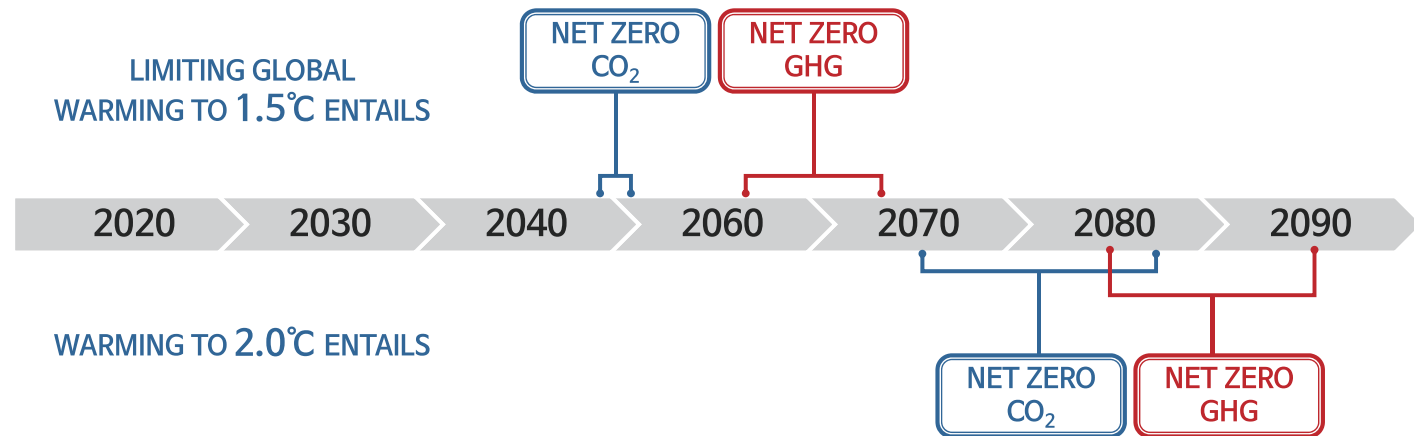 NET ZERO
CO₂
NET ZERO
GHG
LIMITING GLOBAL
WARMING TO 1.5℃ ENTAILS
2020 2030 2040 2060 2070 2080 2090
WARMING TO 2.0℃ ENTAILS
NET ZERO
CO₂
NET ZERO
GHG